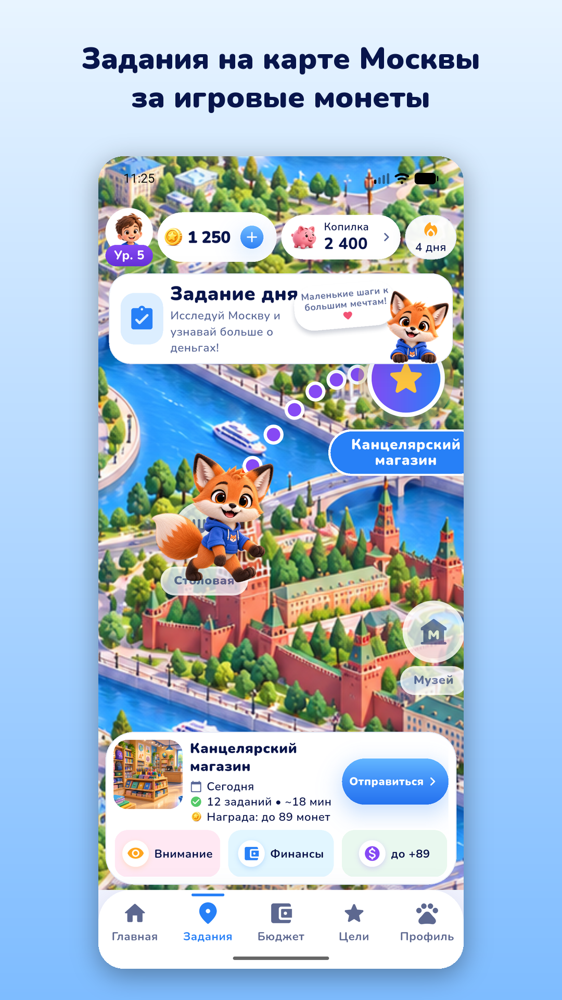 Задания на карте Москвы
за игровые монеты
11:25
Ур. 5
1 250
Копилка
2 400
4 дня
Задание дня
Исследуй Москву и
узнавай больше о
деньгах!
Маленькие шаги к
большим мечтам!
Канцелярский
магазин
Столовая
М
Музей
Канцелярский
магазин
Сегодня
12 заданий • ~18 мин
Награда: до 89 монет
Отправиться
Внимание
Финансы
до +89
Главная
Задания
Бюджет
Цели
Профиль